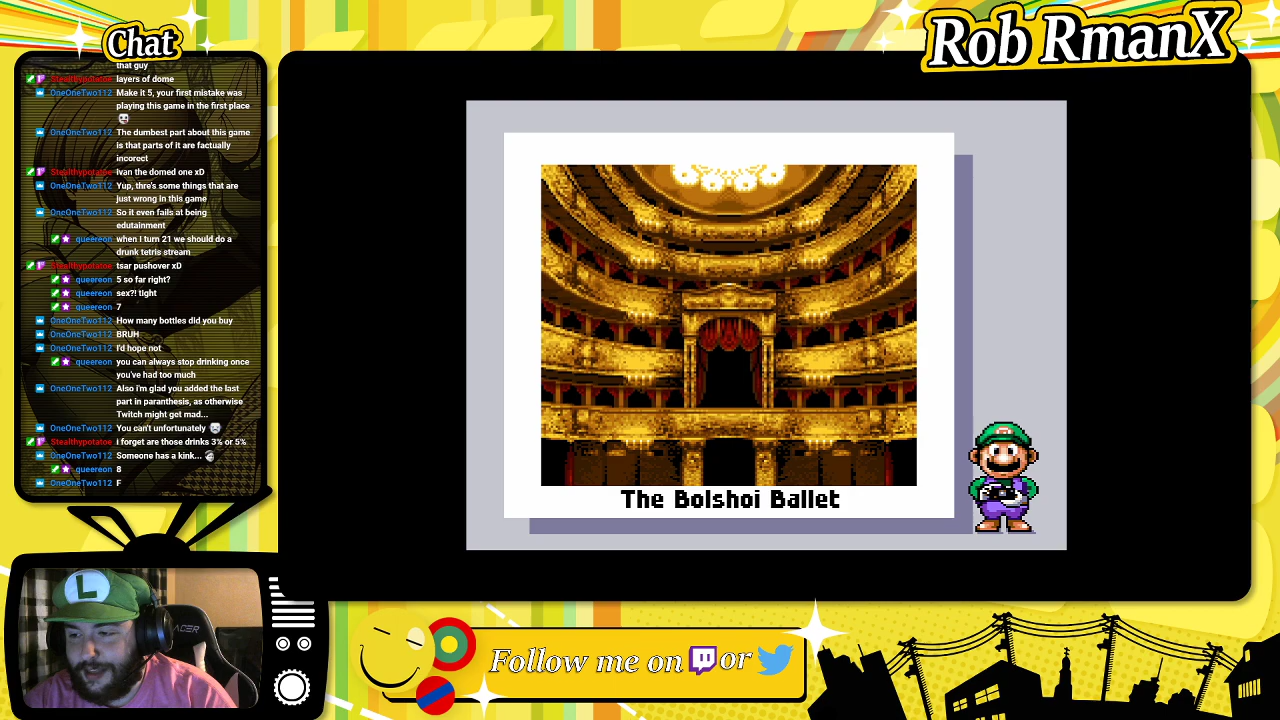 Chat
Rob RmanX
that guy
Stealthypotatoe layers of dome
OneOneTwo112 Make it 5, your first mistake was
playing this game in the first place
OneOneTwo112 The dumbest part about this game
is that parts of it are factually
incorect
Stealthypotatoe Ivan the domed one xD
OneOneTwo112 Yup, thre's some things that are
just wrong in this game
OneOneTwo112 So it even fails at being
edutainment
queereon when I turn 21 we should do a
drunk tetris stream
Stealthypotatoe tsar pushover xD
queereon 5 so far right?
queereon sex?! tight
queereon 7
OneOneTwo112 How many bottles did you buy
OneOneTwo112 BRUH
OneOneTwo112 I'd hope not
queereon you can always stop drinking once
you've had too much
OneOneTwo112 Also i'm glad you added the last
part in paranthesis, as otherwise
Twitch might get mad...
OneOneTwo112 You can't unfortunately
Stealthypotatoe i forget are those drinks 3% or 5%
OneOneTwo112 Someone has a kink...
queereon 8
OneOneTwo112 F
The Bolshoi Ballet
L
ACER
Follow me on or